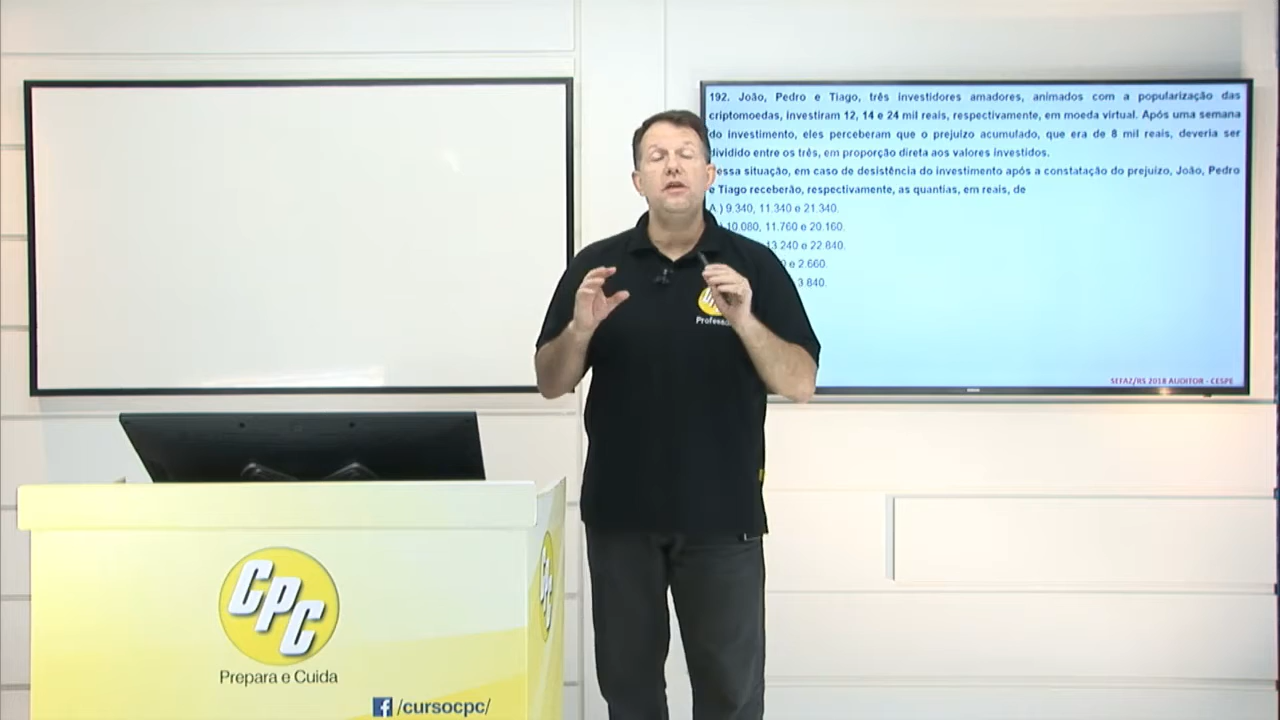 192. João, Pedro e Tiago, três investidores amadores, animados com a popularização das
criptomoedas, investiram 12, 14 e 24 mil reais, respectivamente, em moeda virtual. Após uma semana
do investimento, eles perceberam que o prejuízo acumulado, que era de 8 mil reais, deveria ser
dividido entre os três, em proporção direta aos valores investidos.
essa situação, em caso de desistência do investimento após a constatação do prejuízo, João, Pedro
e Tiago receberão, respectivamente, as quantias, em reais, de
A.) 9.340, 11.340 e 21.340.
) 10.080, 11.760 e 20.160.
13.240 e 22.840.
e 2.660.
3.840.
SEFAZ/RS 2018 AUDITOR - CESPE
CPC
Professo
CPC
Prepara e Cuida
/cursocpc/
CPC